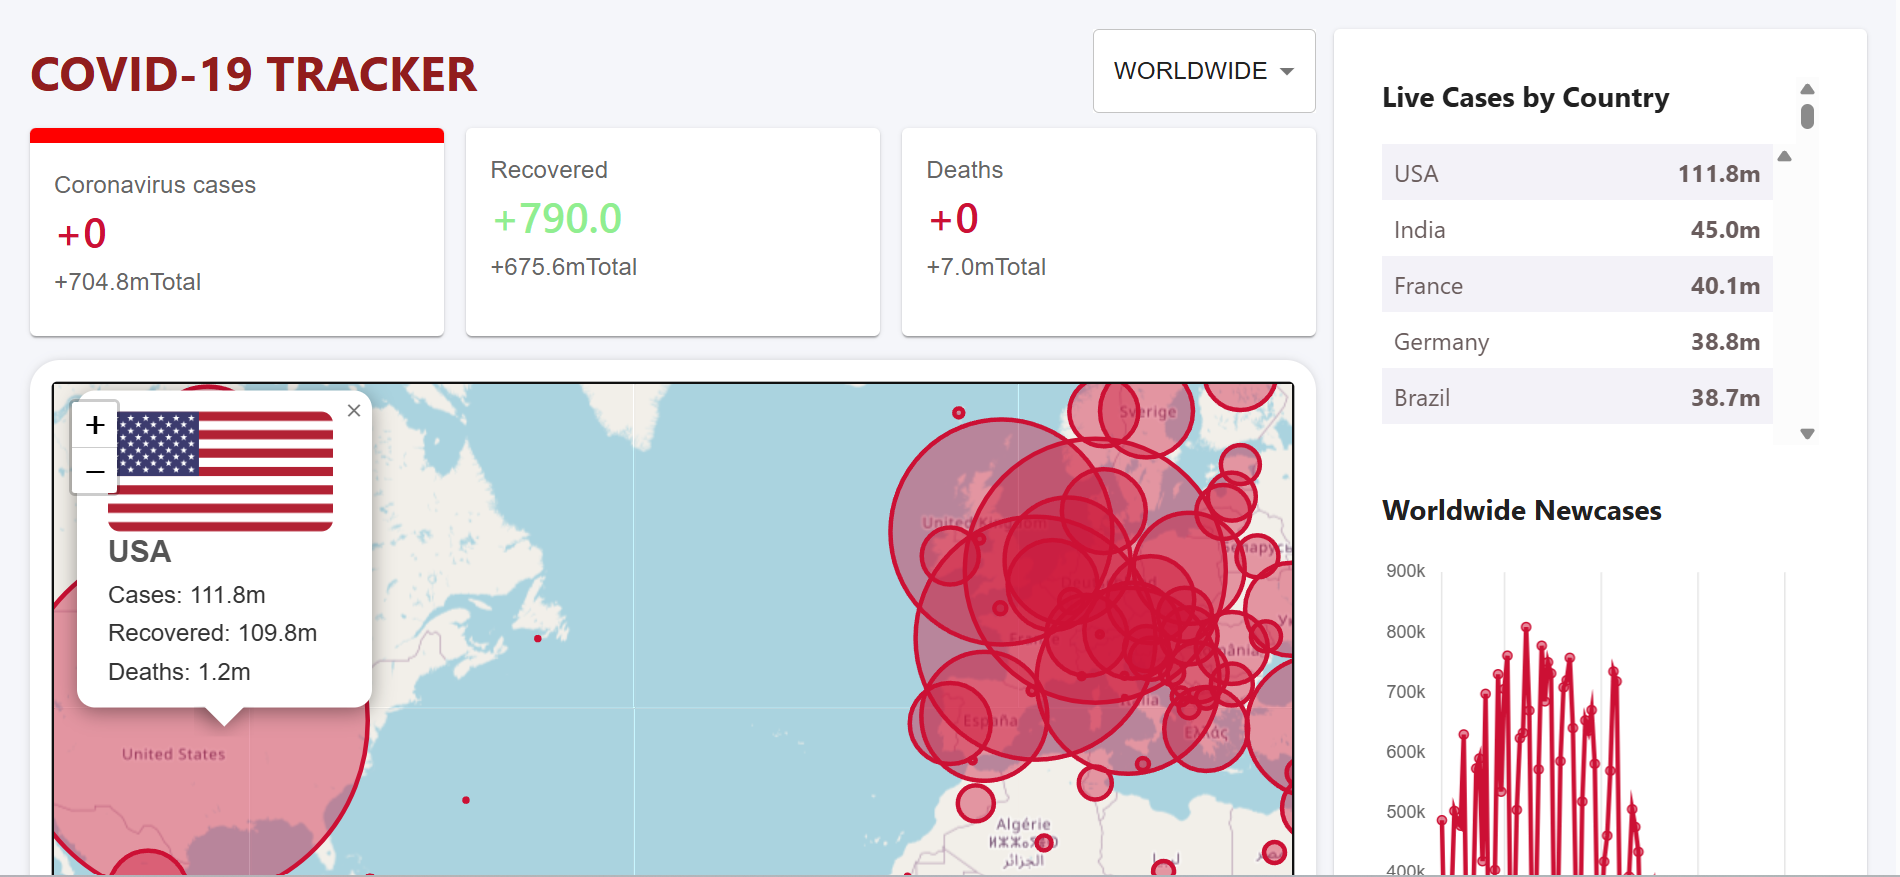 COVID-19 TRACKER
WORLDWIDE
Coronavirus cases
+0
+704.8mTotal
Recovered
+790.0
+675.6mTotal
Deaths
+0
+7.0mTotal
+
−
×
USA
Cases: 111.8m
Recovered: 109.8m
Deaths: 1.2m
United States
Sverige
United Kingdom
Беларусь
France
España
Italia
Ελλάς
Algérie
ⵍⵣⵣⴰⵢⴻⵔ
الجزائر
Live Cases by Country
USA 111.8m
India 45.0m
France 40.1m
Germany 38.8m
Brazil 38.7m
Worldwide Newcases
900k
800k
700k
600k
500k
400k